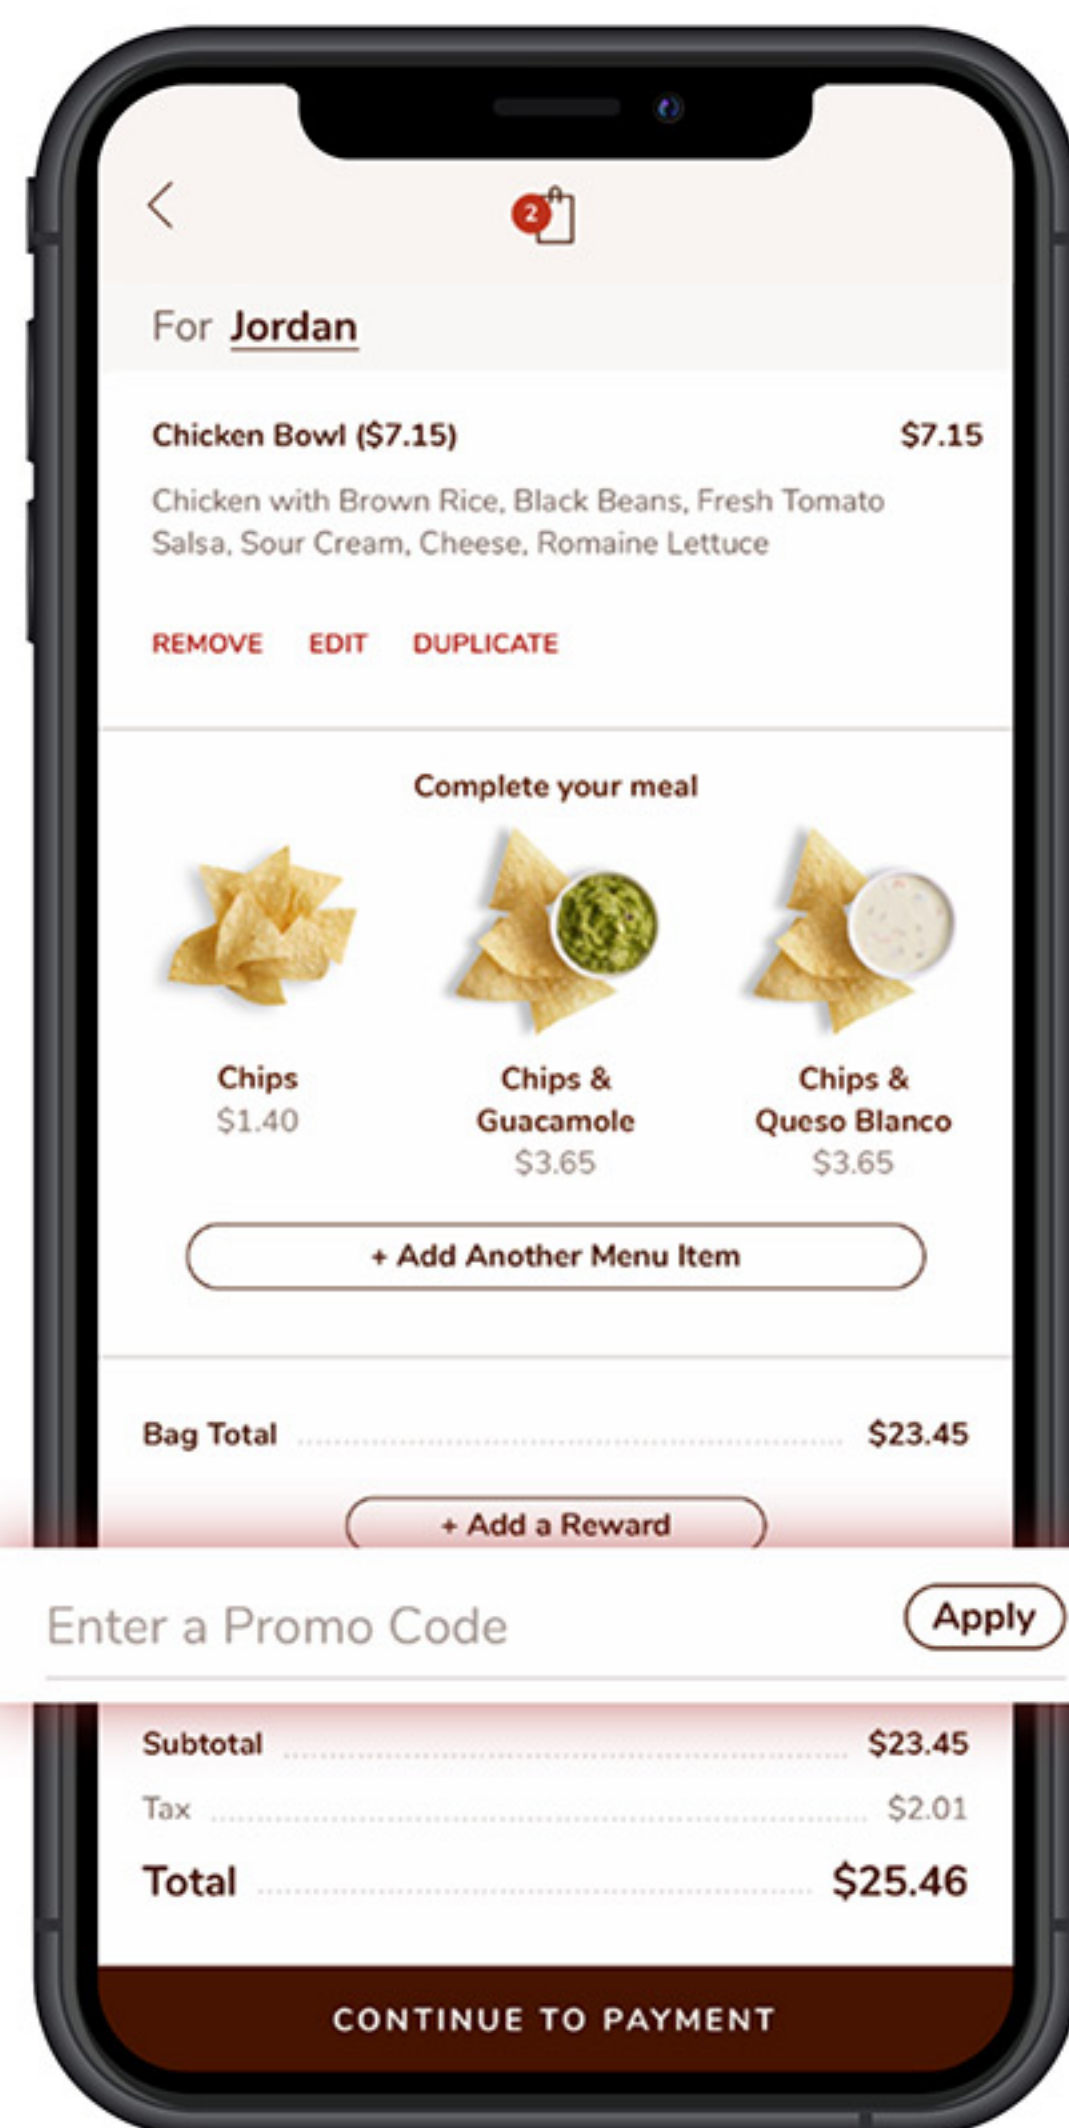 2
For Jordan
Chicken Bowl ($7.15) $7.15
Chicken with Brown Rice, Black Beans, Fresh Tomato
Salsa, Sour Cream, Cheese, Romaine Lettuce
REMOVE EDIT DUPLICATE
Complete your meal
Chips
$1.40
Chips &
Guacamole
$3.65
Chips &
Queso Blanco
$3.65
+ Add Another Menu Item
Bag Total $23.45
+ Add a Reward
Enter a Promo Code Apply
Subtotal $23.45
Tax $2.01
Total $25.46
CONTINUE TO PAYMENT